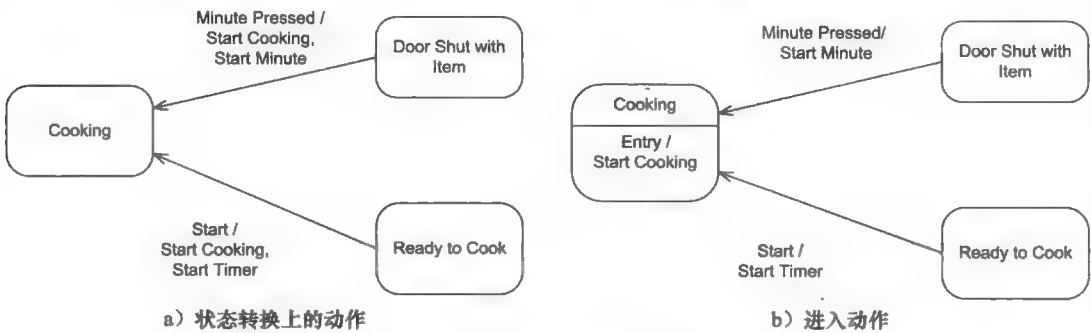 Minute Pressed /
Start Cooking,
Start Minute
Door Shut with
Item
Cooking
Start /
Start Cooking,
Start Timer
Ready to Cook
a）状态转换上的动作
Minute Pressed/
Start Minute
Door Shut with
Item
Cooking
Entry /
Start Cooking
Start /
Start Timer
Ready to Cook
b）进入动作